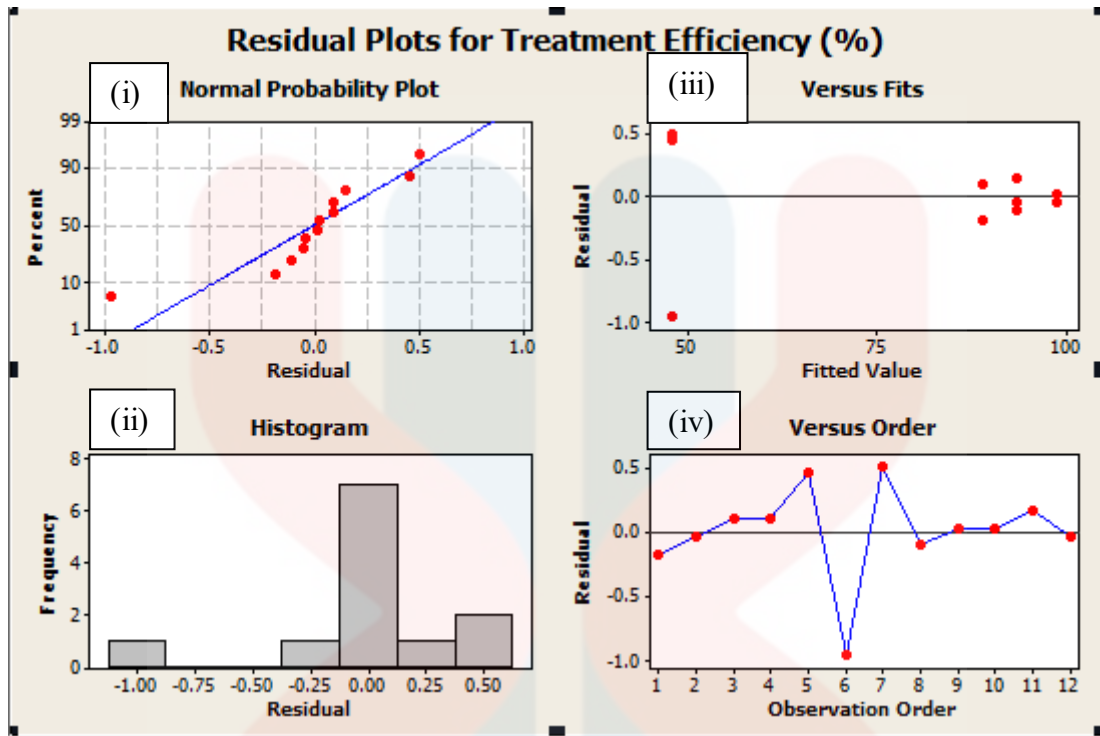 Residual Plots for Treatment Efficiency (%)
(i)
Normal Probability Plot
99
90
50
10
1
Percent
-1.0 -0.5 0.0 0.5 1.0
Residual
(iii)
Versus Fits
0.5
0.0
-0.5
-1.0
Residual
50 75 100
Fitted Value
(ii)
Histogram
8
6
4
2
0
Frequency
-1.00 -0.75 -0.50 -0.25 0.00 0.25 0.50
Residual
(iv)
Versus Order
0.5
0.0
-0.5
-1.0
Residual
1 2 3 4 5 6 7 8 9 10 11 12
Observation Order